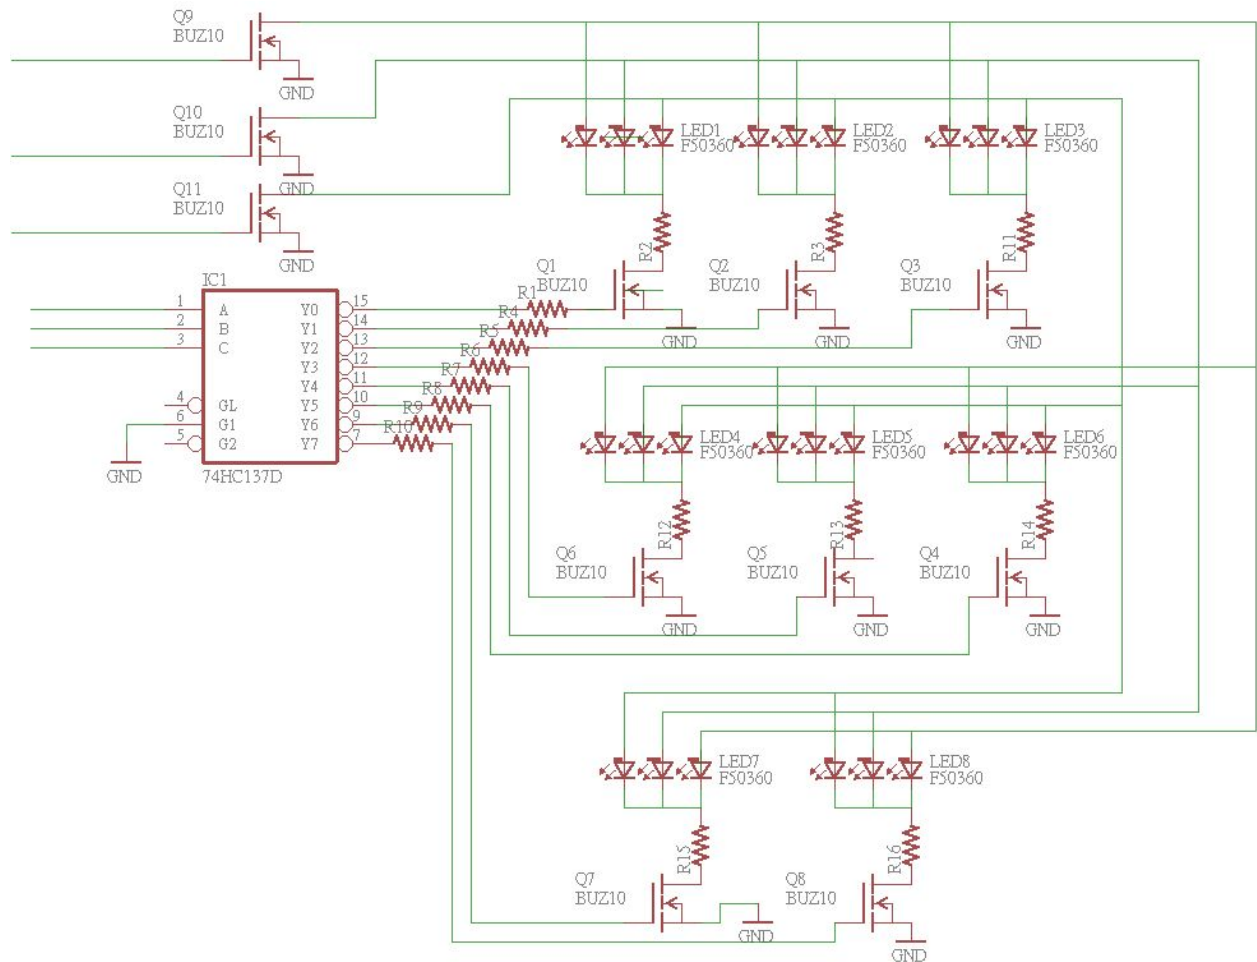 Q9
BUZ10
GND
Q10
BUZ10
GND
Q11
BUZ10
GND
LED1
F50360
LED2
F50360
LED3
F50360
R2
R3
R11
Q1
BUZ10
GND
Q2
BUZ10
GND
Q3
BUZ10
GND
IC1
1 A Y0 15
2 B Y1 14
3 C Y2 13
Y3 12
Y4 11
4 GL Y5 10
6 G1 Y6 9
5 G2 Y7 7
GND
74HC137D
R1
R4
R5
R6
R7
R8
R9
R10
LED4
F50360
LED5
F50360
LED6
F50360
R12
R13
R14
Q6
BUZ10
GND
Q5
BUZ10
GND
Q4
BUZ10
GND
LED7
F50360
LED8
F50360
R15
R16
Q7
BUZ10
GND
Q8
BUZ10
GND